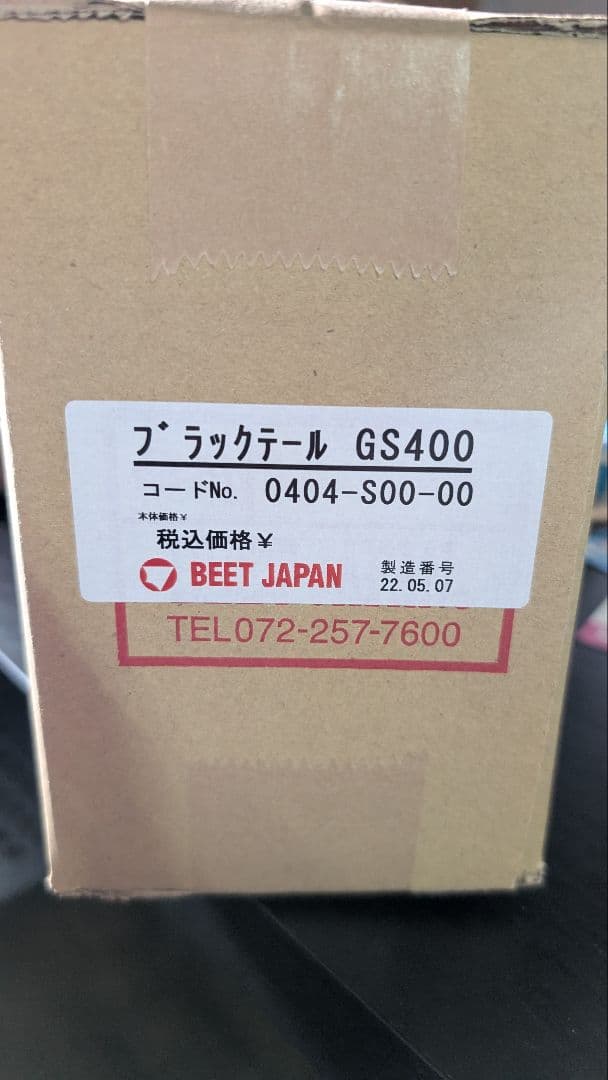 ﾌﾞﾗｯｸﾃｰﾙ GS400
コードNo. 0404-S00-00
本体価格¥
税込価格¥
BEET JAPAN
製造番号
22.05.07
TEL072-257-7600